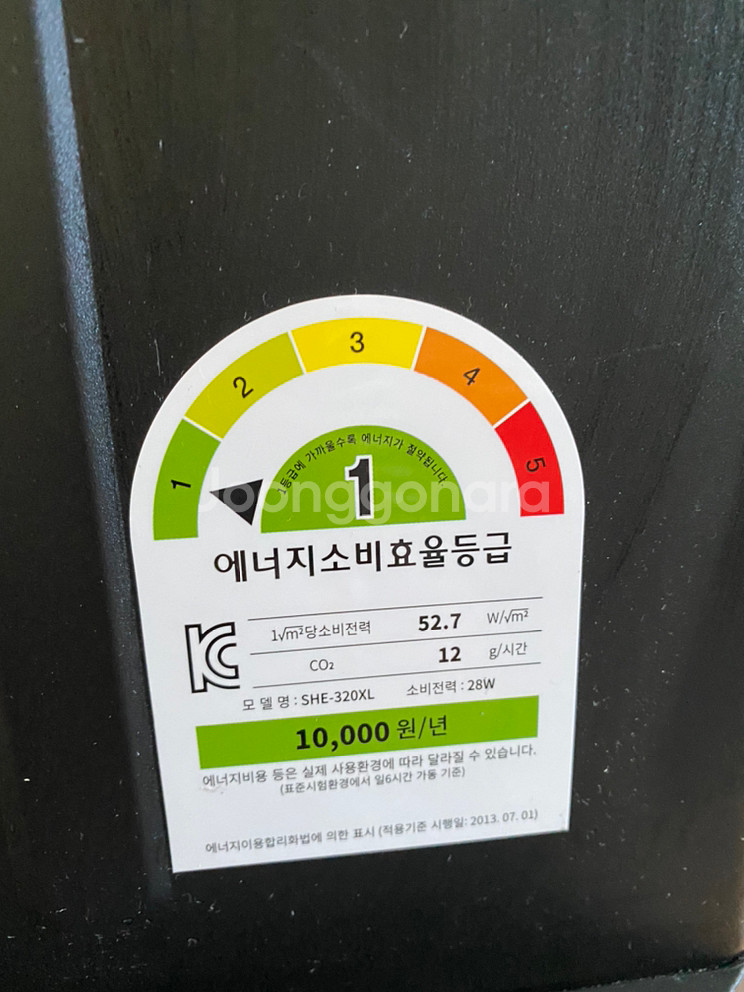 3
2
4
1
5
1등급에 가까울수록 에너지가 절약됩니다
1
Joonggonara
에너지소비효율등급
KC
1√m²당소비전력 52.7 W/√m²
CO₂ 12 g/시간
모 델 명 : SHE-320XL 소비전력 : 28W
10,000 원/년
에너지비용 등은 실제 사용환경에 따라 달라질 수 있습니다.
(표준시험환경에서 일6시간 가동 기준)
에너지이용합리화법에 의한 표시 (적용기준 시행일: 2013. 07. 01)